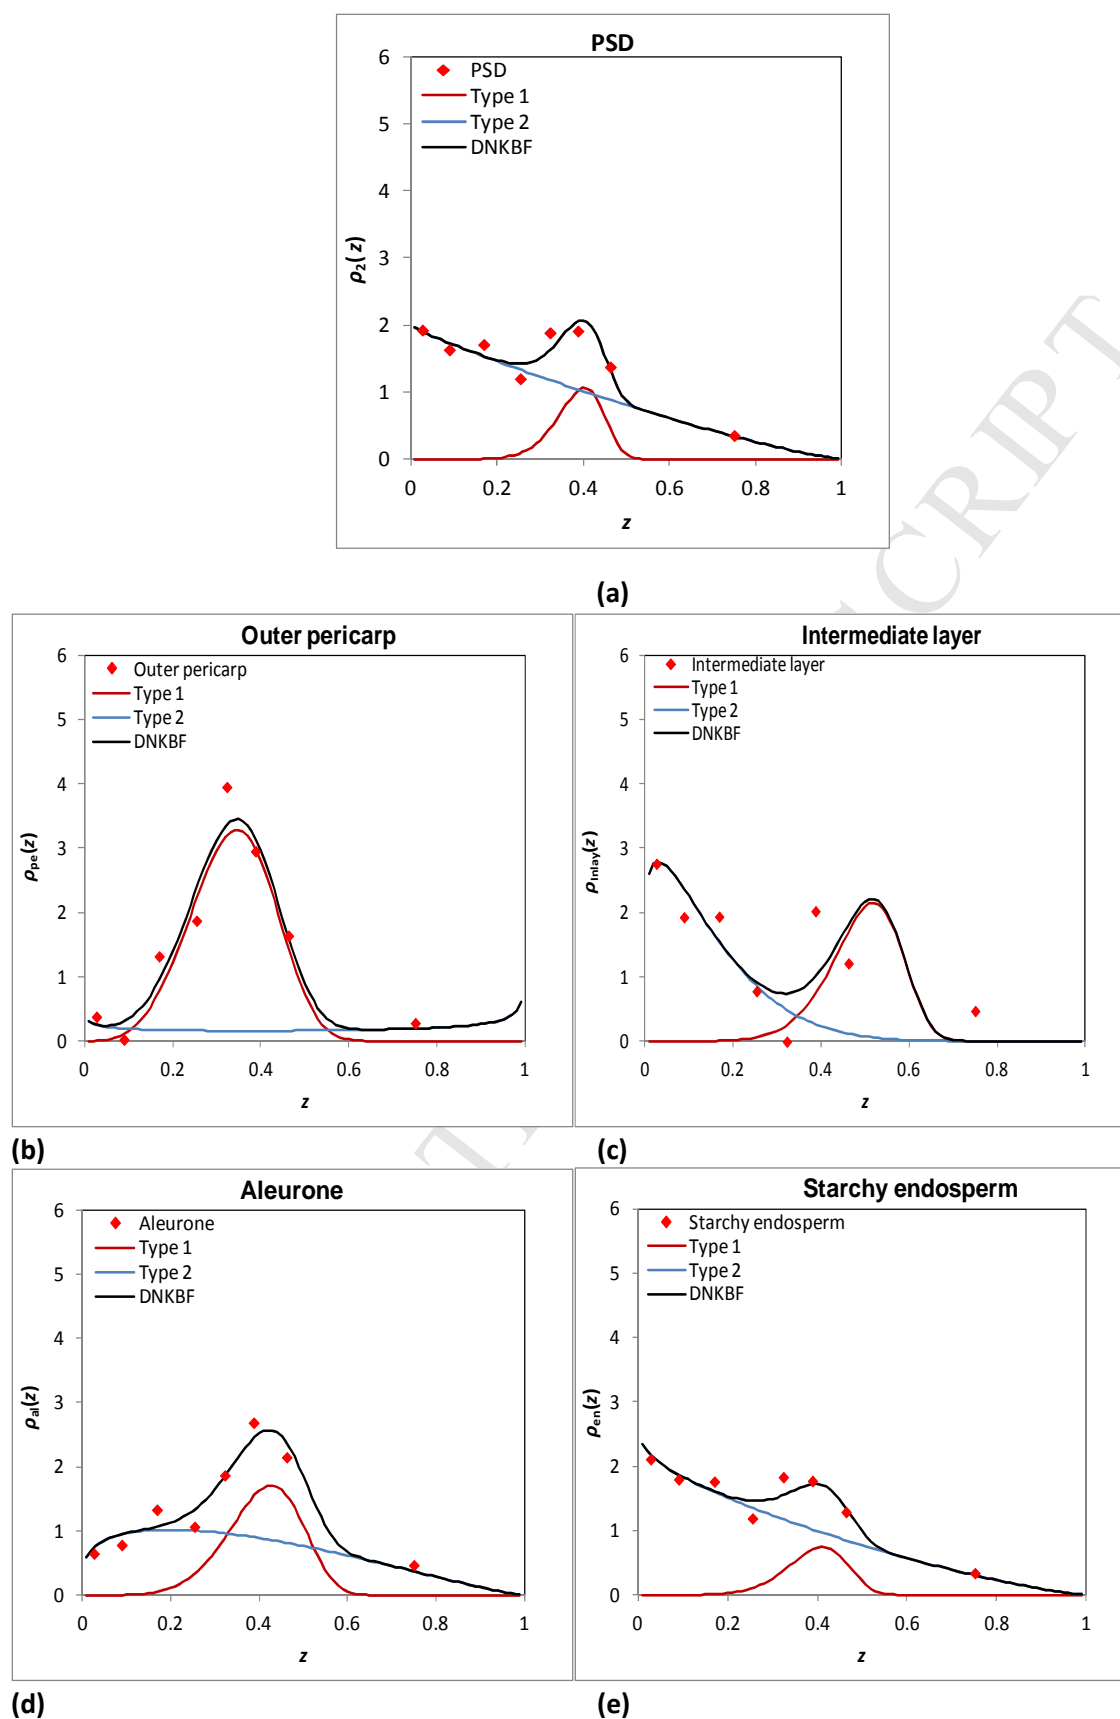 PSD
6
5
4
3
2
1
0
ρ2(z)
PSD
Type 1
Type 2
DNKBF
0 0.2 0.4 0.6 0.8 1
z
(a)
Outer pericarp
6
5
4
3
2
1
0
ρpe(z)
Outer pericarp
Type 1
Type 2
DNKBF
0 0.2 0.4 0.6 0.8 1
z
(b)
Intermediate layer
6
5
4
3
2
1
0
ρInlay(z)
Intermediate layer
Type 1
Type 2
DNKBF
0 0.2 0.4 0.6 0.8 1
z
(c)
Aleurone
6
5
4
3
2
1
0
ρal(z)
Aleurone
Type 1
Type 2
DNKBF
0 0.2 0.4 0.6 0.8 1
z
(d)
Starchy endosperm
6
5
4
3
2
1
0
ρen(z)
Starchy endosperm
Type 1
Type 2
DNKBF
0 0.2 0.4 0.6 0.8 1
z
(e)